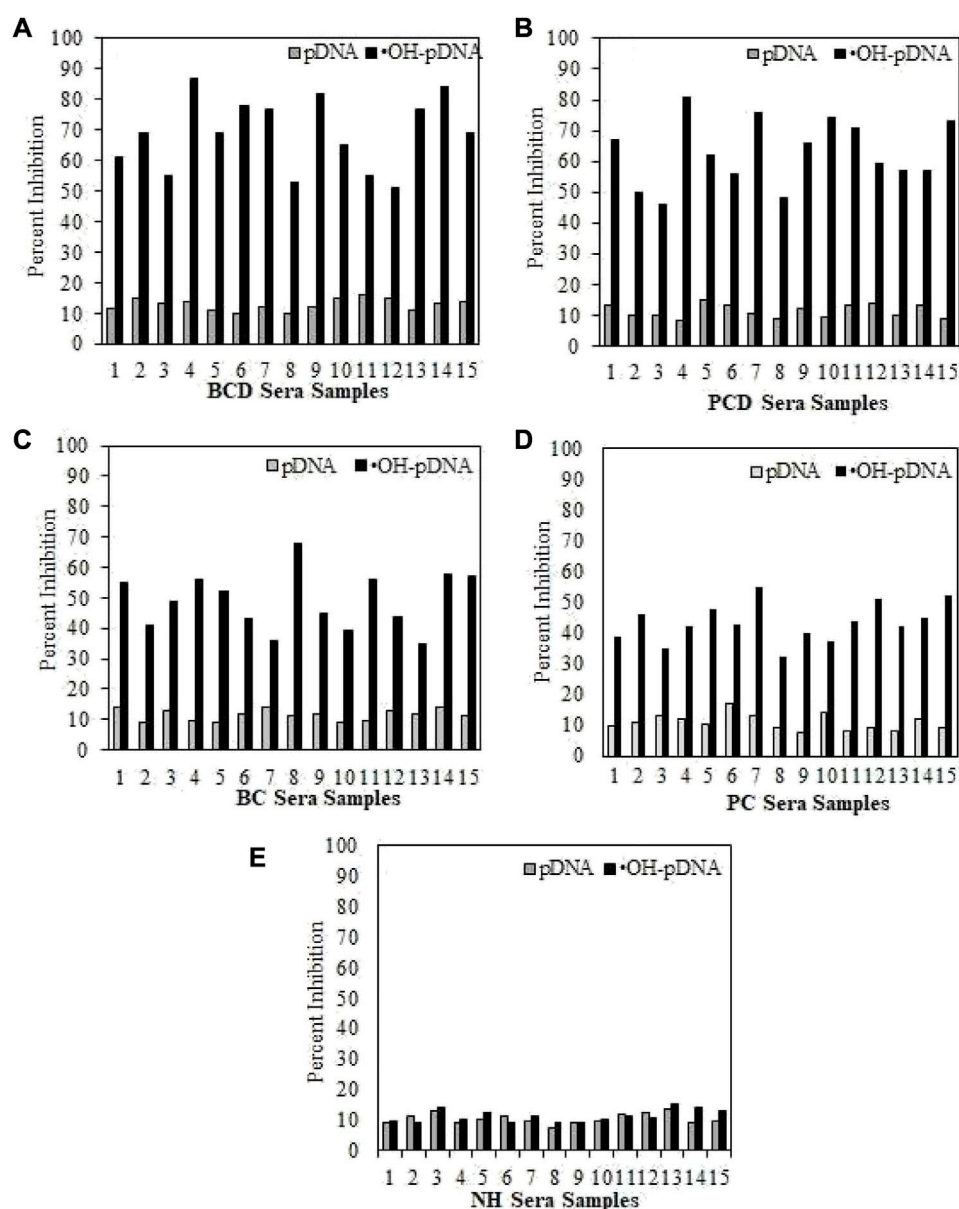 A
100
90
80
70
60
50
40
30
20
10
0
Percent Inhibition
pDNA •OH-pDNA
1 2 3 4 5 6 7 8 9 10 11 12 13 14 15
BCD Sera Samples
B
100
90
80
70
60
50
40
30
20
10
0
Percent Inhibition
pDNA •OH-pDNA
1 2 3 4 5 6 7 8 9 10 11 12 13 14 15
PCD Sera Samples
C
100
90
80
70
60
50
40
30
20
10
0
Percent Inhibition
pDNA •OH-pDNA
1 2 3 4 5 6 7 8 9 10 11 12 13 14 15
BC Sera Samples
D
100
90
80
70
60
50
40
30
20
10
0
Percent Inhibition
pDNA •OH-pDNA
1 2 3 4 5 6 7 8 9 10 11 12 13 14 15
PC Sera Samples
E
100
90
80
70
60
50
40
30
20
10
0
Percent Inhibition
pDNA •OH-pDNA
1 2 3 4 5 6 7 8 9 10 11 12 13 14 15
NH Sera Samples